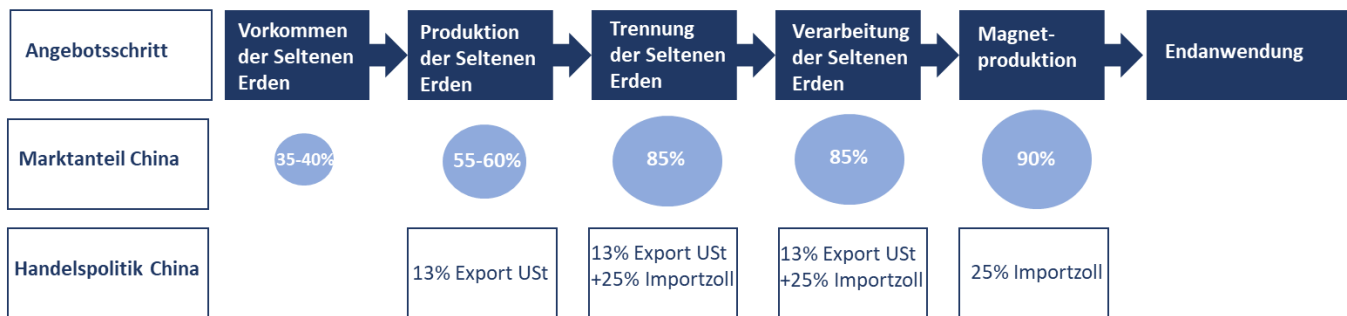 Angebotsschritt
Vorkommen
der Seltenen
Erden
Produktion
der Seltenen
Erden
Trennung
der Seltenen
Erden
Verarbeitung
der Seltenen
Erden
Magnet-
produktion
Endanwendung
Marktanteil China
35-40%
55-60%
85%
85%
90%
Handelspolitik China
13% Export USt
13% Export USt
+25% Importzoll
13% Export USt
+25% Importzoll
25% Importzoll